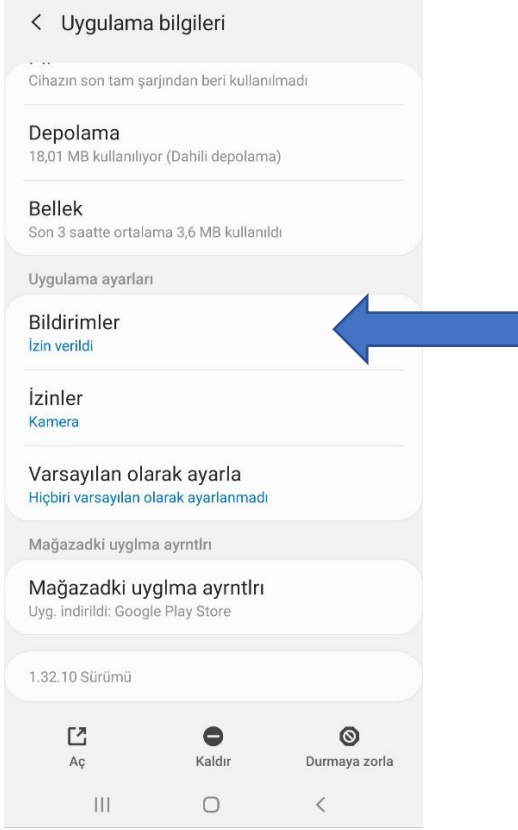 Uygulama bilgileri
Cihazın son tam şarjından beri kullanılmadı
Depolama
18,01 MB kullanılıyor (Dahili depolama)
Bellek
Son 3 saatte ortalama 3,6 MB kullanıldı
Uygulama ayarları
Bildirimler
İzin verildi
İzinler
Kamera
Varsayılan olarak ayarla
Hiçbiri varsayılan olarak ayarlanmadı
Mağazadki uyglma ayrntlrı
Mağazadki uyglma ayrntlrı
Uyg. indirildi: Google Play Store
1.32.10 Sürümü
Aç
Kaldır
Durmaya zorla